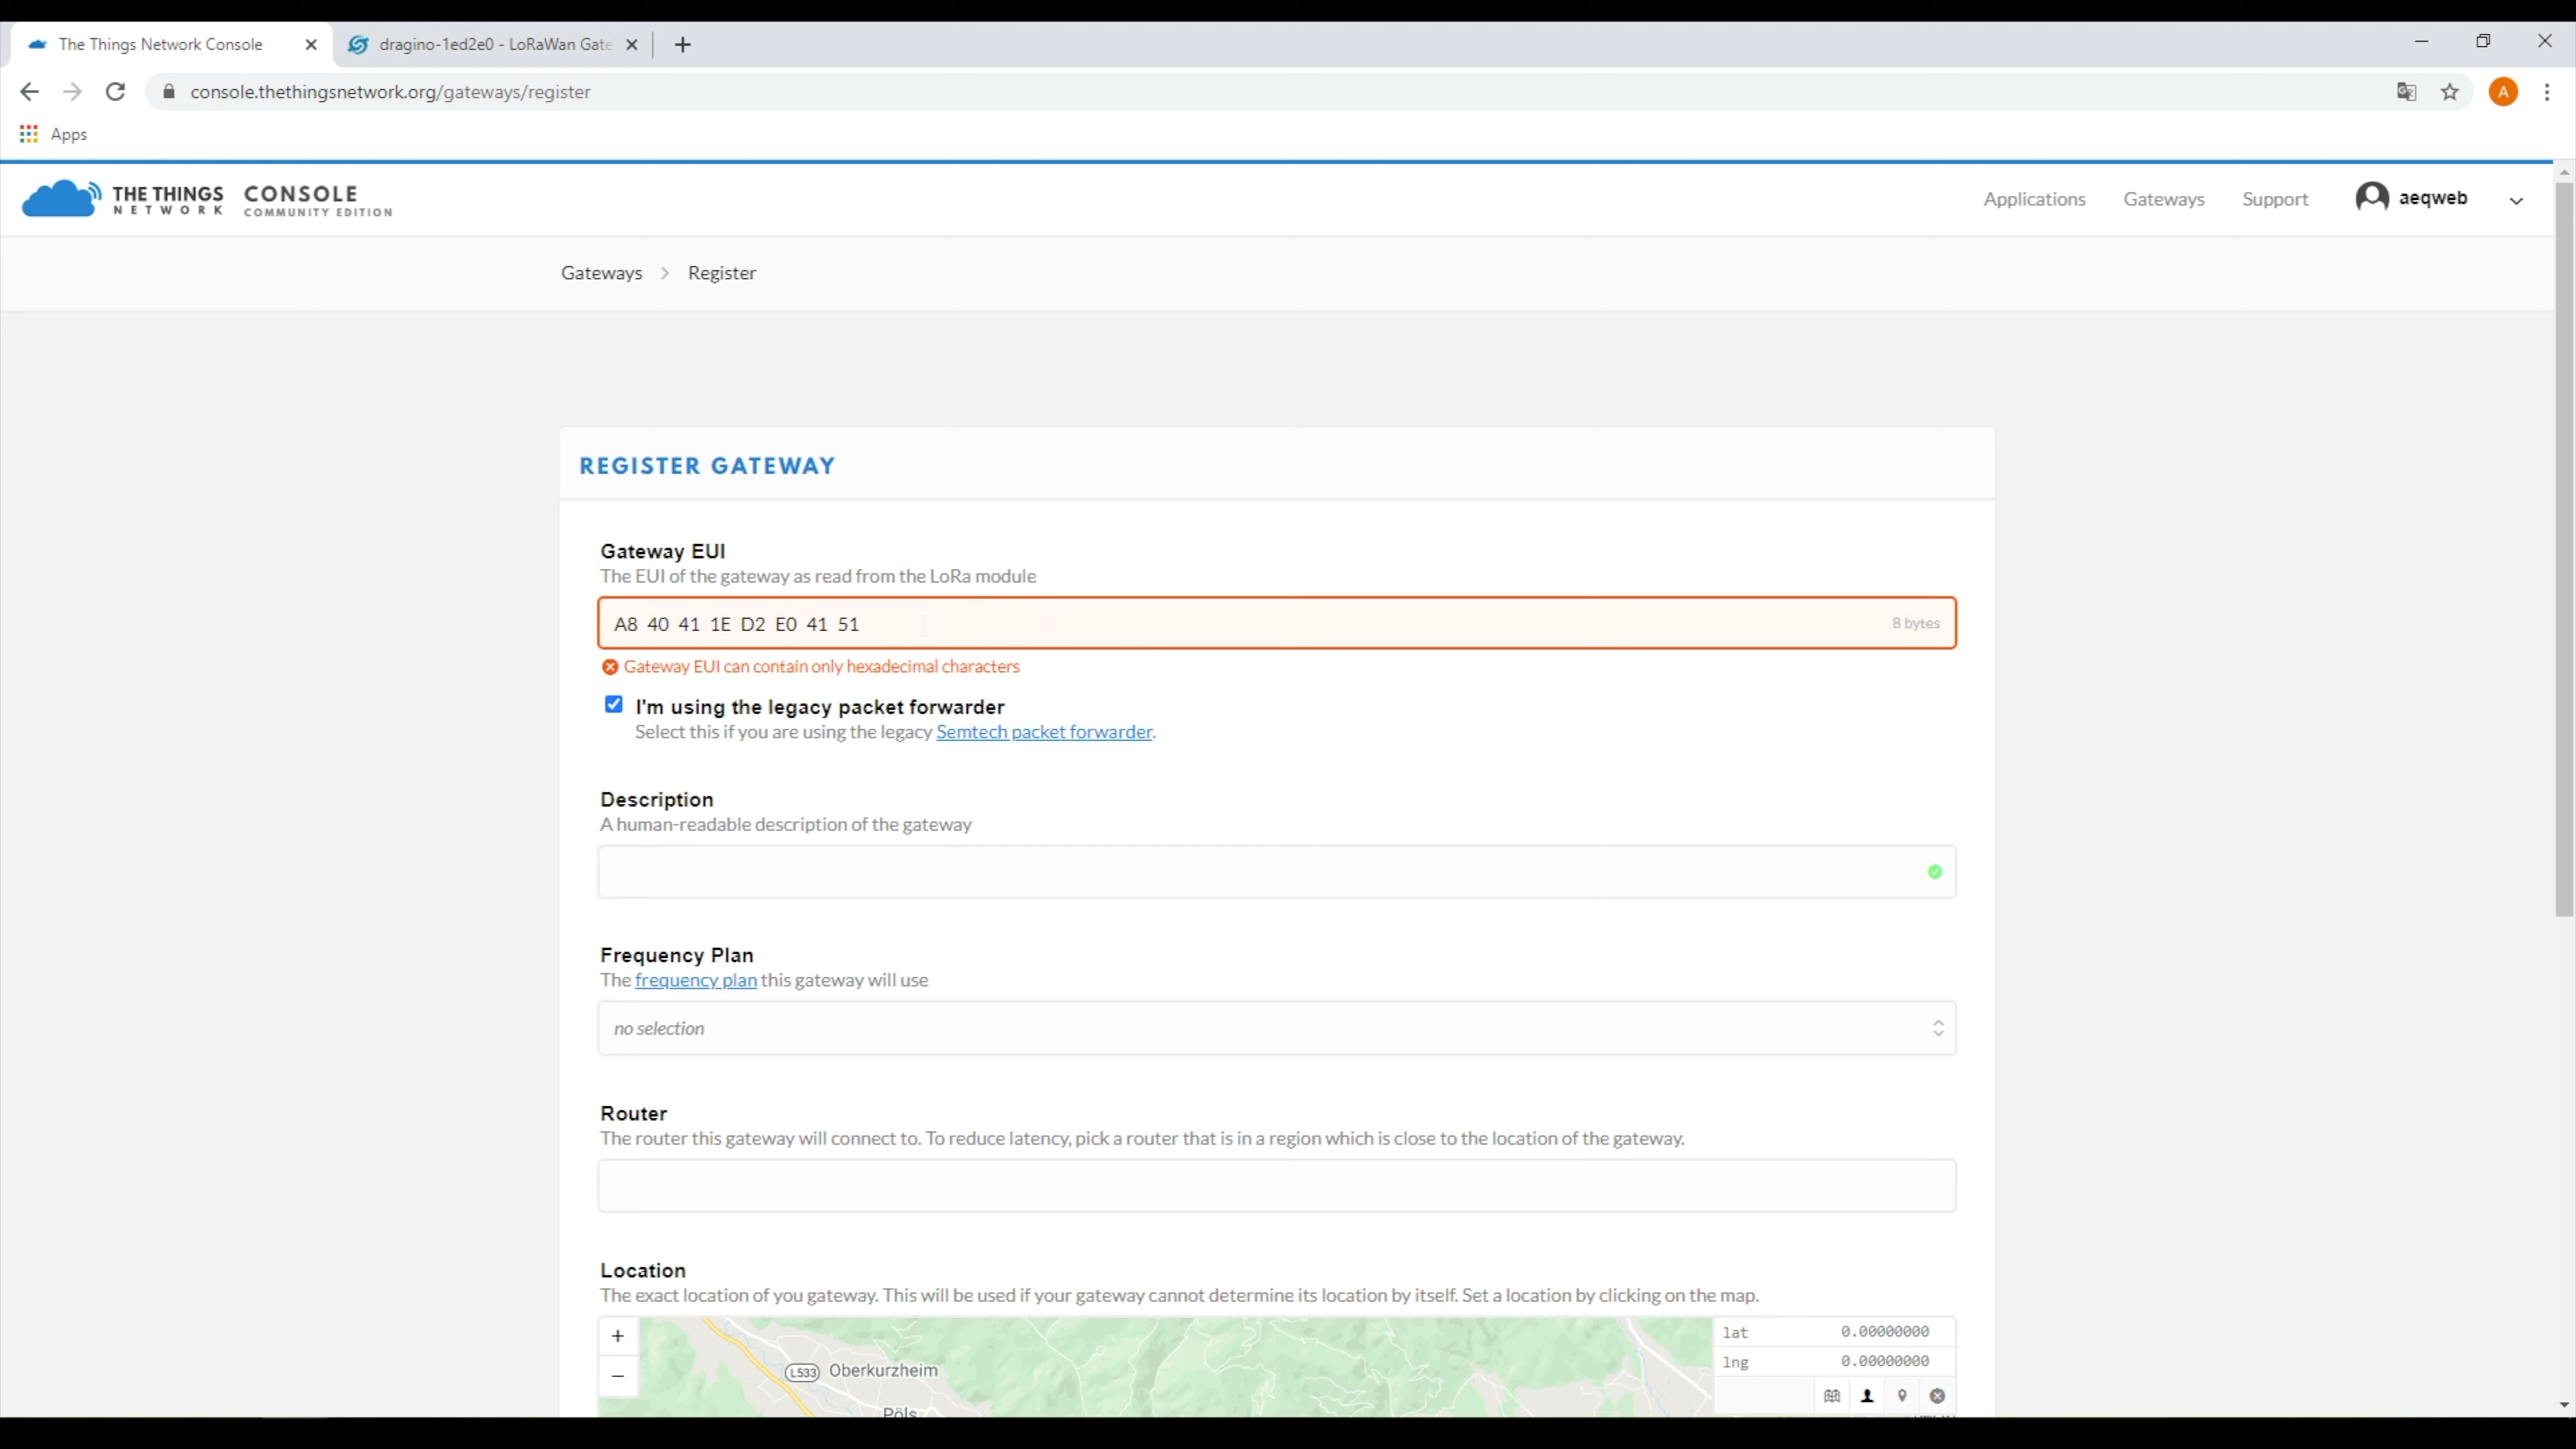 The Things Network Console
dragino-1ed2e0 - LoRaWan Gate
console.thethingsnetwork.org/gateways/register
A
Apps
THE THINGS NETWORK
CONSOLE
COMMUNITY EDITION
Applications
Gateways
Support
aeqweb
Gateways > Register
REGISTER GATEWAY
Gateway EUI
The EUI of the gateway as read from the LoRa module
A8 40 41 1E D2 E0 41 51
8 bytes
Gateway EUI can contain only hexadecimal characters
I'm using the legacy packet forwarder
Select this if you are using the legacy Semtech packet forwarder.
Description
A human-readable description of the gateway
Frequency Plan
The frequency plan this gateway will use
no selection
Router
The router this gateway will connect to. To reduce latency, pick a router that is in a region which is close to the location of the gateway.
Location
The exact location of you gateway. This will be used if your gateway cannot determine its location by itself. Set a location by clicking on the map.
+
lat 0.00000000
lng 0.00000000
−
L533 Oberkurzheim
Pöls